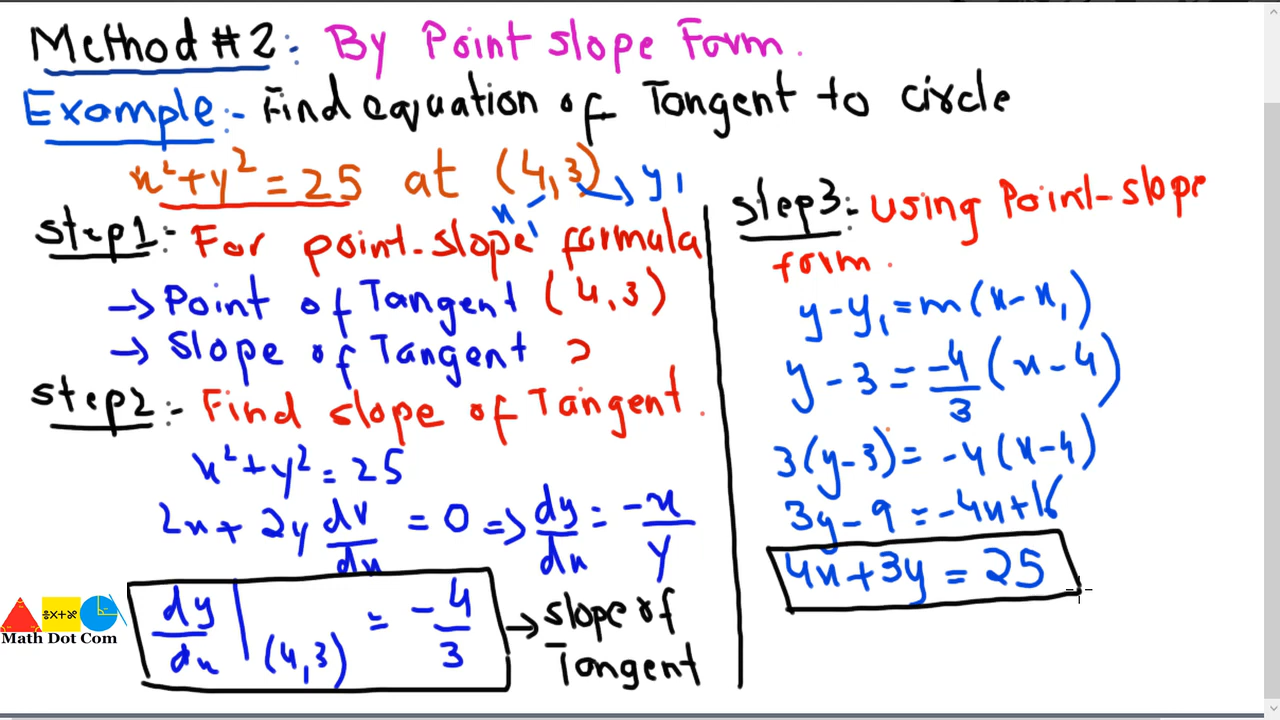 Method #2: By Point slope Form.
Example:- Find equation of Tangent to circle
x²+y² = 25 at (4,3)
x₁ y₁
step1:- For point-slope formula
→ Point of Tangent (4,3)
→ Slope of Tangent ?
step2:- Find slope of Tangent.
x²+y² = 25
2x + 2y dy/dx = 0 => dy/dx = -x/y
dy/dx |(4,3) = -4/3 → slope of Tangent
step3:- Using Point-slope
form.
y - y₁ = m(x - x₁)
y - 3 = -4/3 (x - 4)
3(y-3) = -4(x-4)
3y - 9 = -4x+16
4x+3y = 25
Math Dot Com